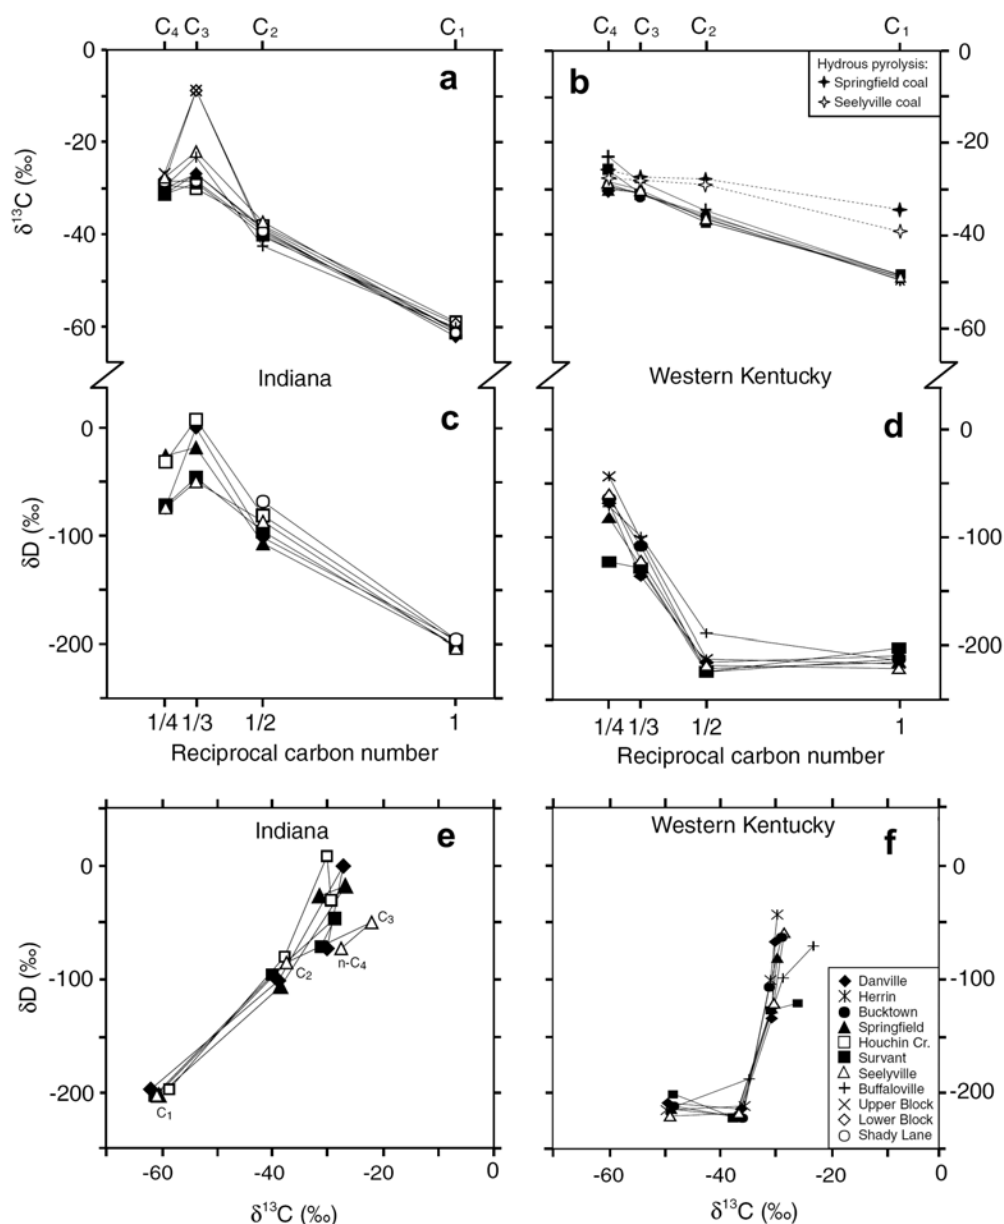 C4 C3 C2 C1 C4 C3 C2 C1
0 a b 0
Hydrous pyrolysis:
Springfield coal
Seelyville coal
-20 -20
δ13C (‰)
-40 -40
-60 -60
Indiana Western Kentucky
0 c d 0
δD (‰)
-100 -100
-200 -200
1/4 1/3 1/2 1 1/4 1/3 1/2 1
Reciprocal carbon number Reciprocal carbon number
Indiana e Western Kentucky f
0 0
C3
n-C4
C2
δD (‰)
-100 -100
-200 -200
C1
Danville
Herrin
Bucktown
Springfield
Houchin Cr.
Survant
Seelyville
Buffaloville
Upper Block
Lower Block
Shady Lane
-60 -40 -20 0 -60 -40 -20 0
δ13C (‰) δ13C (‰)